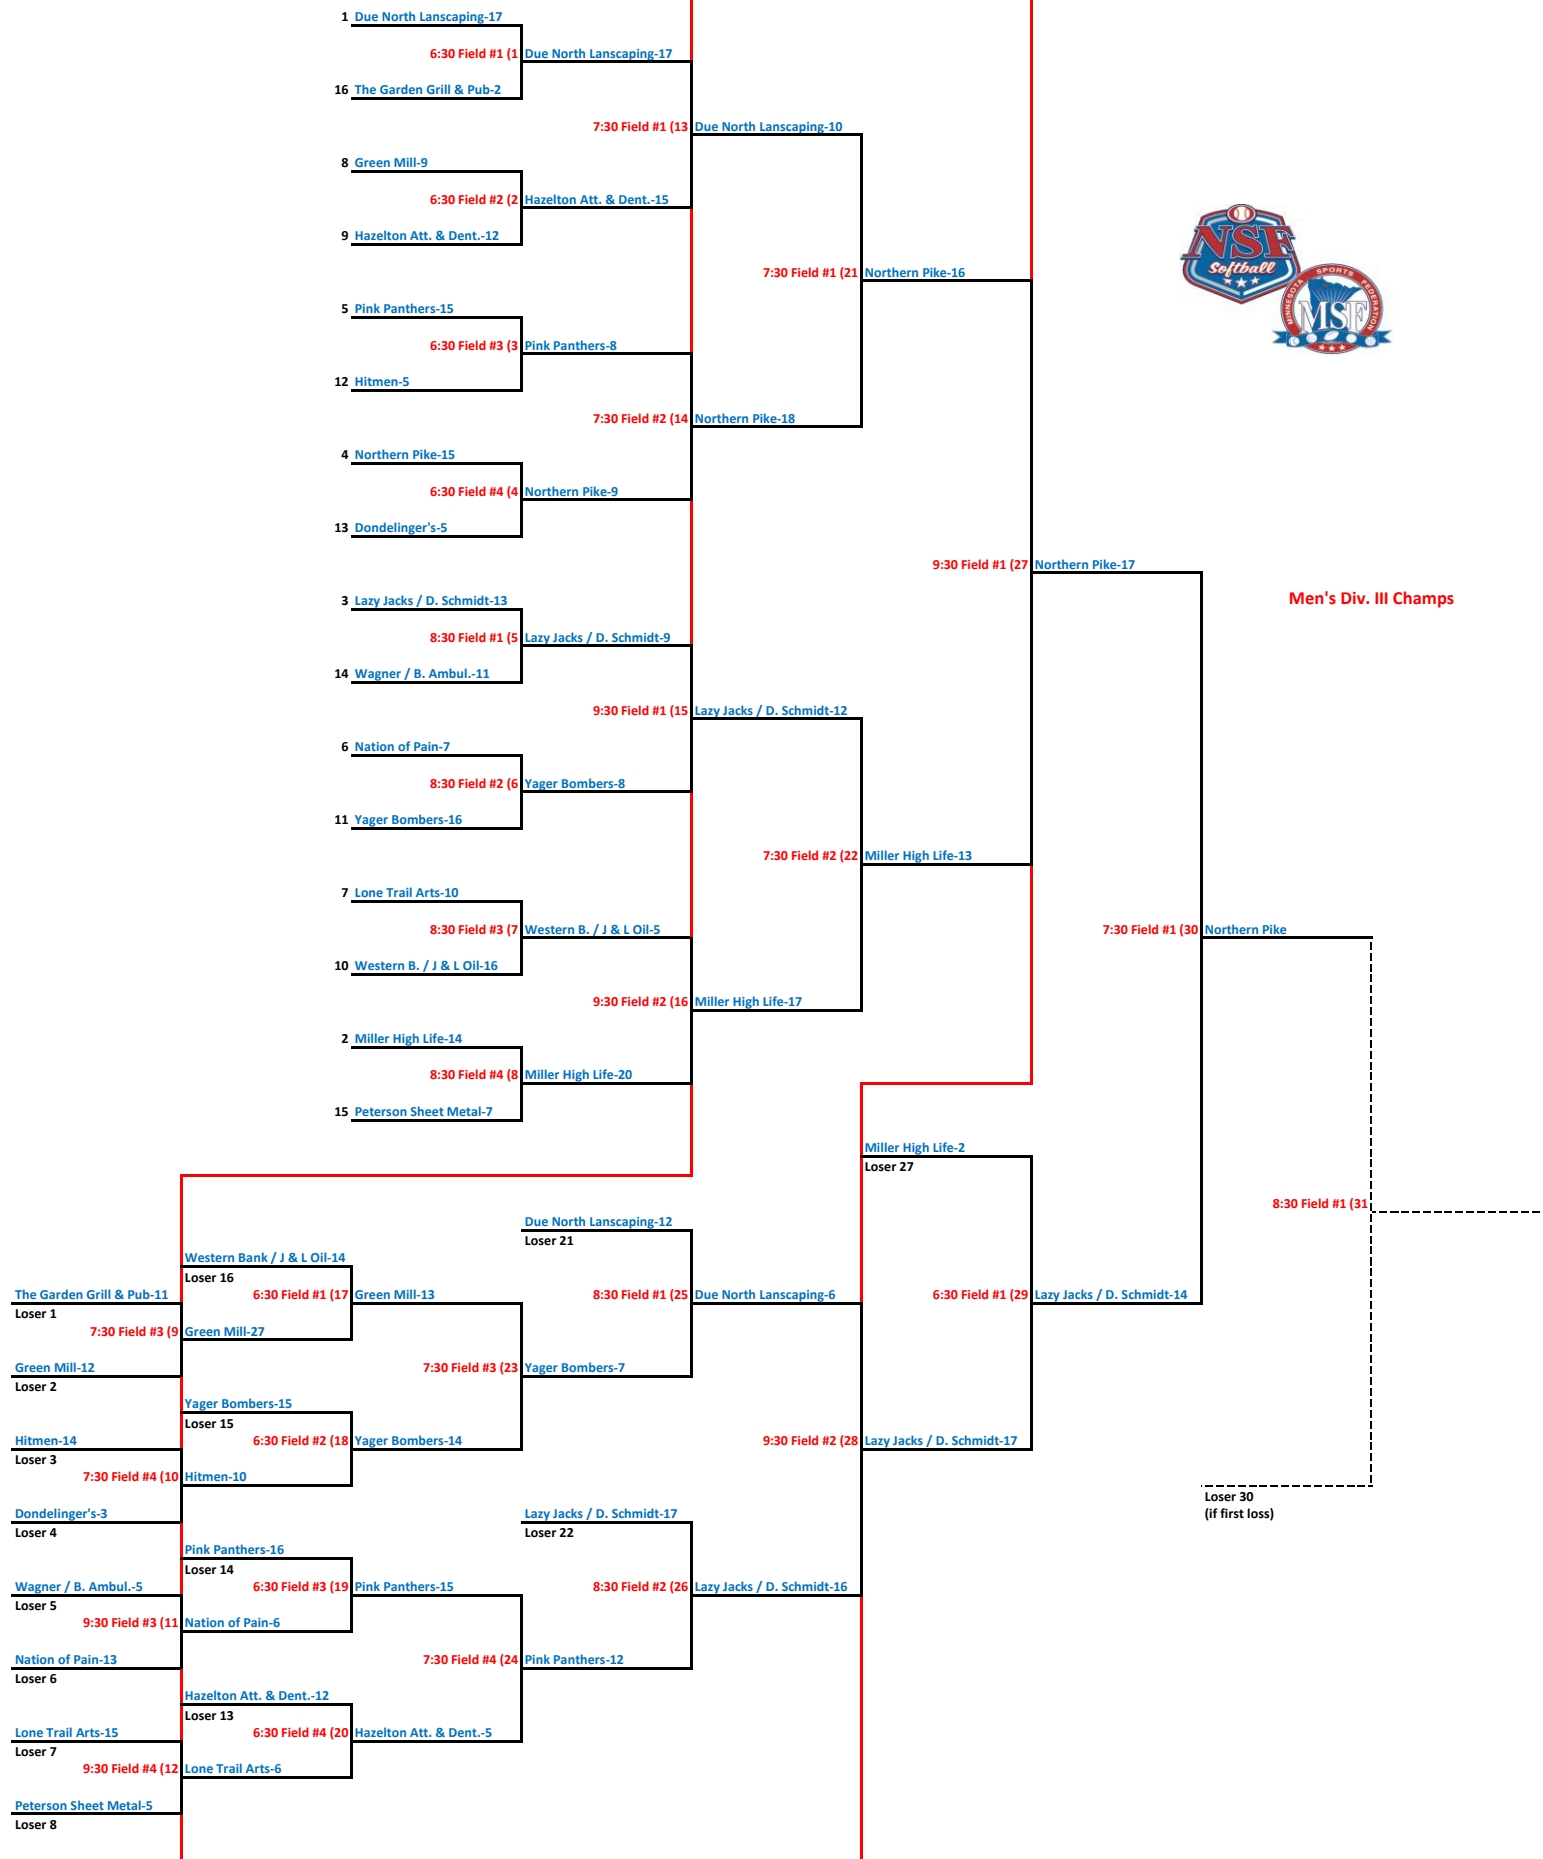 1 Due North Lanscaping-17
6:30 Field #1 (1 Due North Lanscaping-17
16 The Garden Grill & Pub-2
7:30 Field #1 (13 Due North Lanscaping-10
8 Green Mill-9
6:30 Field #2 (2 Hazelton Att. & Dent.-15
9 Hazelton Att. & Dent.-12
NSF
Softball
7:30 Field #1 (21 Northern Pike-16
MINNESOTA SPORTS FEDERATION
MSF
5 Pink Panthers-15
6:30 Field #3 (3 Pink Panthers-8
12 Hitmen-5
7:30 Field #2 (14 Northern Pike-18
4 Northern Pike-15
6:30 Field #4 (4 Northern Pike-9
13 Dondelinger's-5
9:30 Field #1 (27 Northern Pike-17
Men's Div. III Champs
3 Lazy Jacks / D. Schmidt-13
8:30 Field #1 (5 Lazy Jacks / D. Schmidt-9
14 Wagner / B. Ambul.-11
9:30 Field #1 (15 Lazy Jacks / D. Schmidt-12
6 Nation of Pain-7
8:30 Field #2 (6 Yager Bombers-8
11 Yager Bombers-16
7:30 Field #2 (22 Miller High Life-13
7 Lone Trail Arts-10
8:30 Field #3 (7 Western B. / J & L Oil-5
7:30 Field #1 (30 Northern Pike
10 Western B. / J & L Oil-16
9:30 Field #2 (16 Miller High Life-17
2 Miller High Life-14
8:30 Field #4 (8 Miller High Life-20
15 Peterson Sheet Metal-7
Miller High Life-2
Loser 27
8:30 Field #1 (31
Due North Lanscaping-12
Loser 21
Western Bank / J & L Oil-14
Loser 16
The Garden Grill & Pub-11
6:30 Field #1 (17 Green Mill-13
8:30 Field #1 (25 Due North Lanscaping-6
6:30 Field #1 (29 Lazy Jacks / D. Schmidt-14
Loser 1
7:30 Field #3 (9 Green Mill-27
Green Mill-12
7:30 Field #3 (23 Yager Bombers-7
Loser 2
Yager Bombers-15
Loser 15
Hitmen-14
6:30 Field #2 (18 Yager Bombers-14
9:30 Field #2 (28 Lazy Jacks / D. Schmidt-17
Loser 3
7:30 Field #4 (10 Hitmen-10
Loser 30
(if first loss)
Dondelinger's-3
Lazy Jacks / D. Schmidt-17
Loser 4
Loser 22
Pink Panthers-16
Loser 14
Wagner / B. Ambul.-5
6:30 Field #3 (19 Pink Panthers-15
8:30 Field #2 (26 Lazy Jacks / D. Schmidt-16
Loser 5
9:30 Field #3 (11 Nation of Pain-6
Nation of Pain-13
7:30 Field #4 (24 Pink Panthers-12
Loser 6
Hazelton Att. & Dent.-12
Loser 13
Lone Trail Arts-15
6:30 Field #4 (20 Hazelton Att. & Dent.-5
Loser 7
9:30 Field #4 (12 Lone Trail Arts-6
Peterson Sheet Metal-5
Loser 8